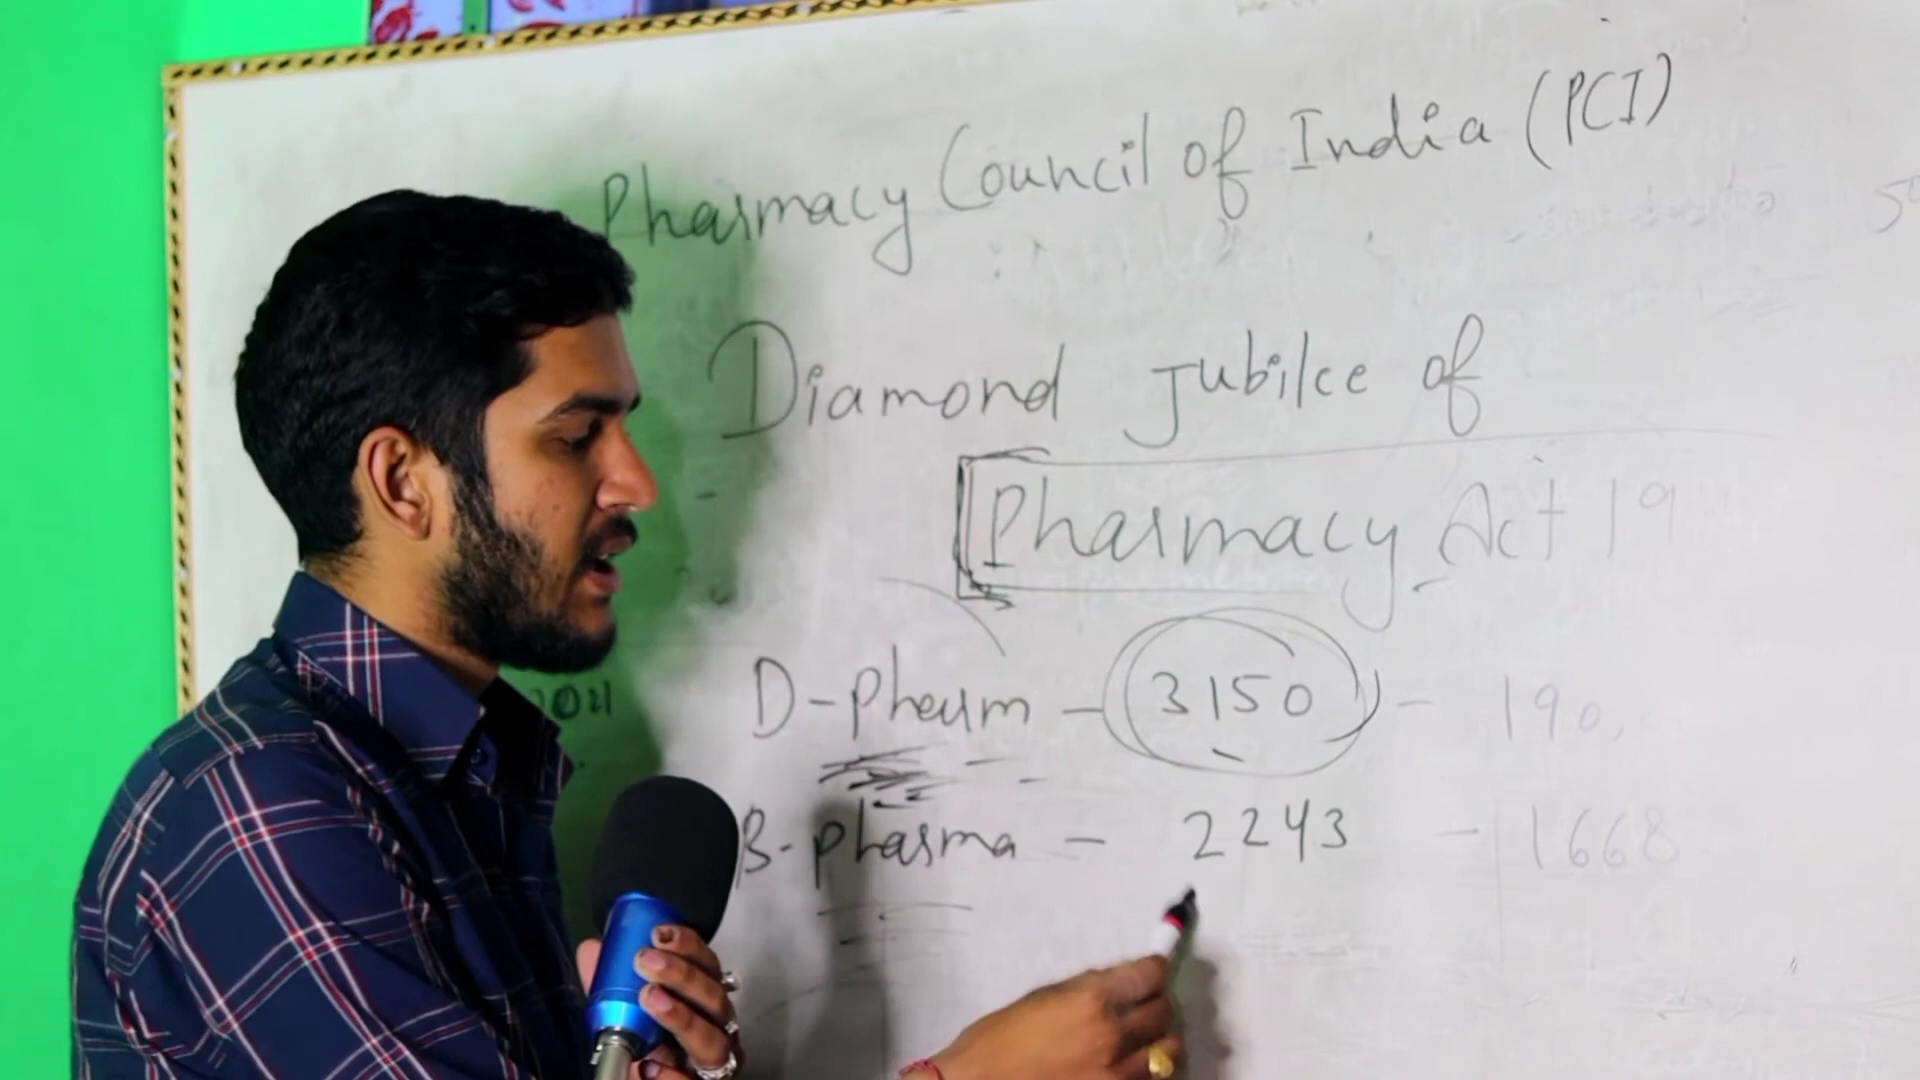 Pharmacy Council of India (PCI)
Diamond Jubilee of
Pharmacy Act 19
D-Pharm - 3150 - 190
B-pharma - 2243 - 1668